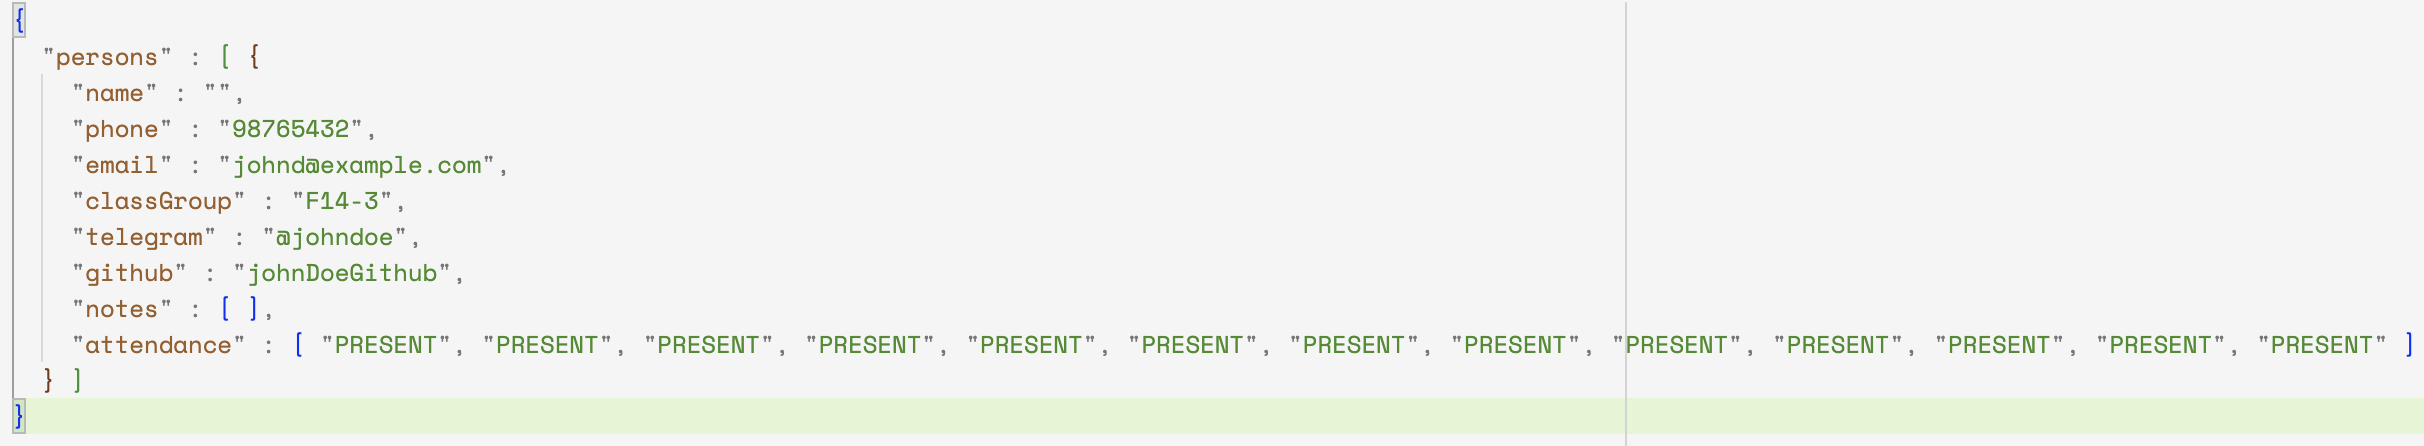 {
  "persons" : [ {
    "name" : "",
    "phone" : "98765432",
    "email" : "johnd@example.com",
    "classGroup" : "F14-3",
    "telegram" : "@johndoe",
    "github" : "johnDoeGithub",
    "notes" : [ ],
    "attendance" : [ "PRESENT", "PRESENT", "PRESENT", "PRESENT", "PRESENT", "PRESENT", "PRESENT", "PRESENT", "PRESENT", "PRESENT", "PRESENT", "PRESENT", "PRESENT" ]
  } ]
}